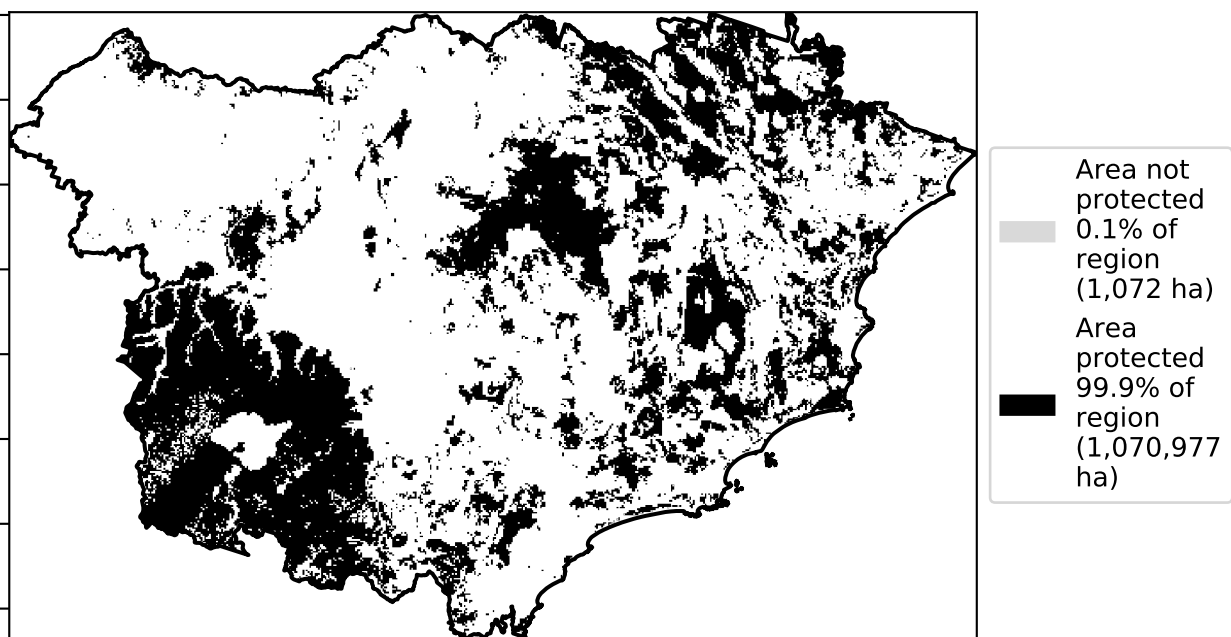 Area not
protected
0.1% of
region
(1,072 ha)
Area
protected
99.9% of
region
(1,070,977
ha)